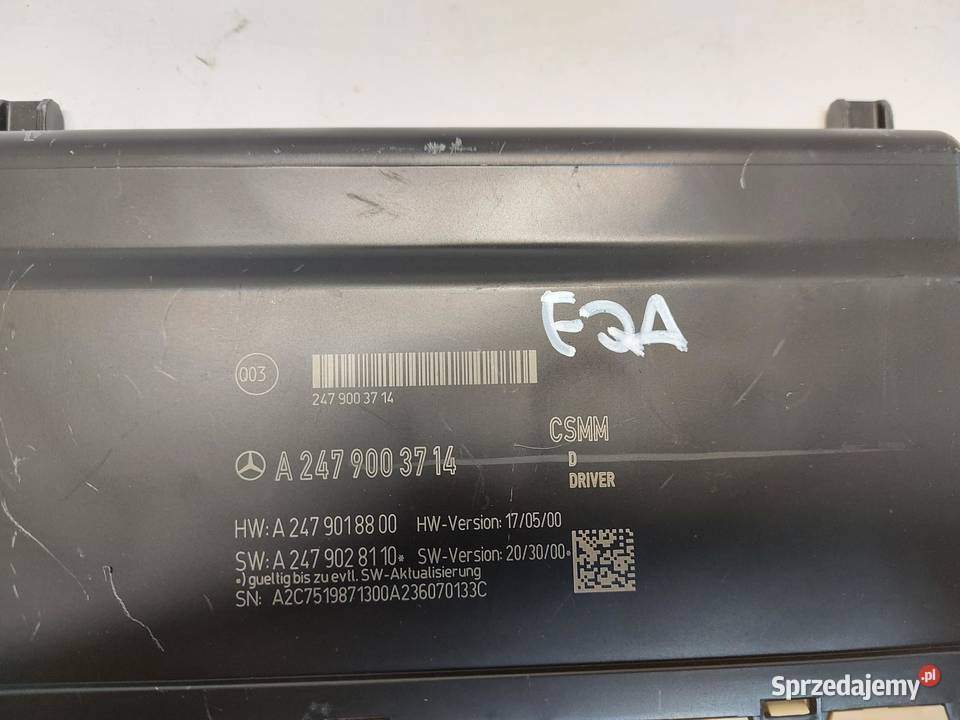 EQA
Q03
247 900 37 14
A 247 900 37 14
CSMM
D
DRIVER
HW: A 247 901 88 00 HW-Version: 17/05/00
SW: A 247 902 81 10* SW-Version: 20/30/00*
*) gueltig bis zu evtl. SW-Aktualisierung
SN: A2C7519871300A236070133C
Sprzedajemy.pl